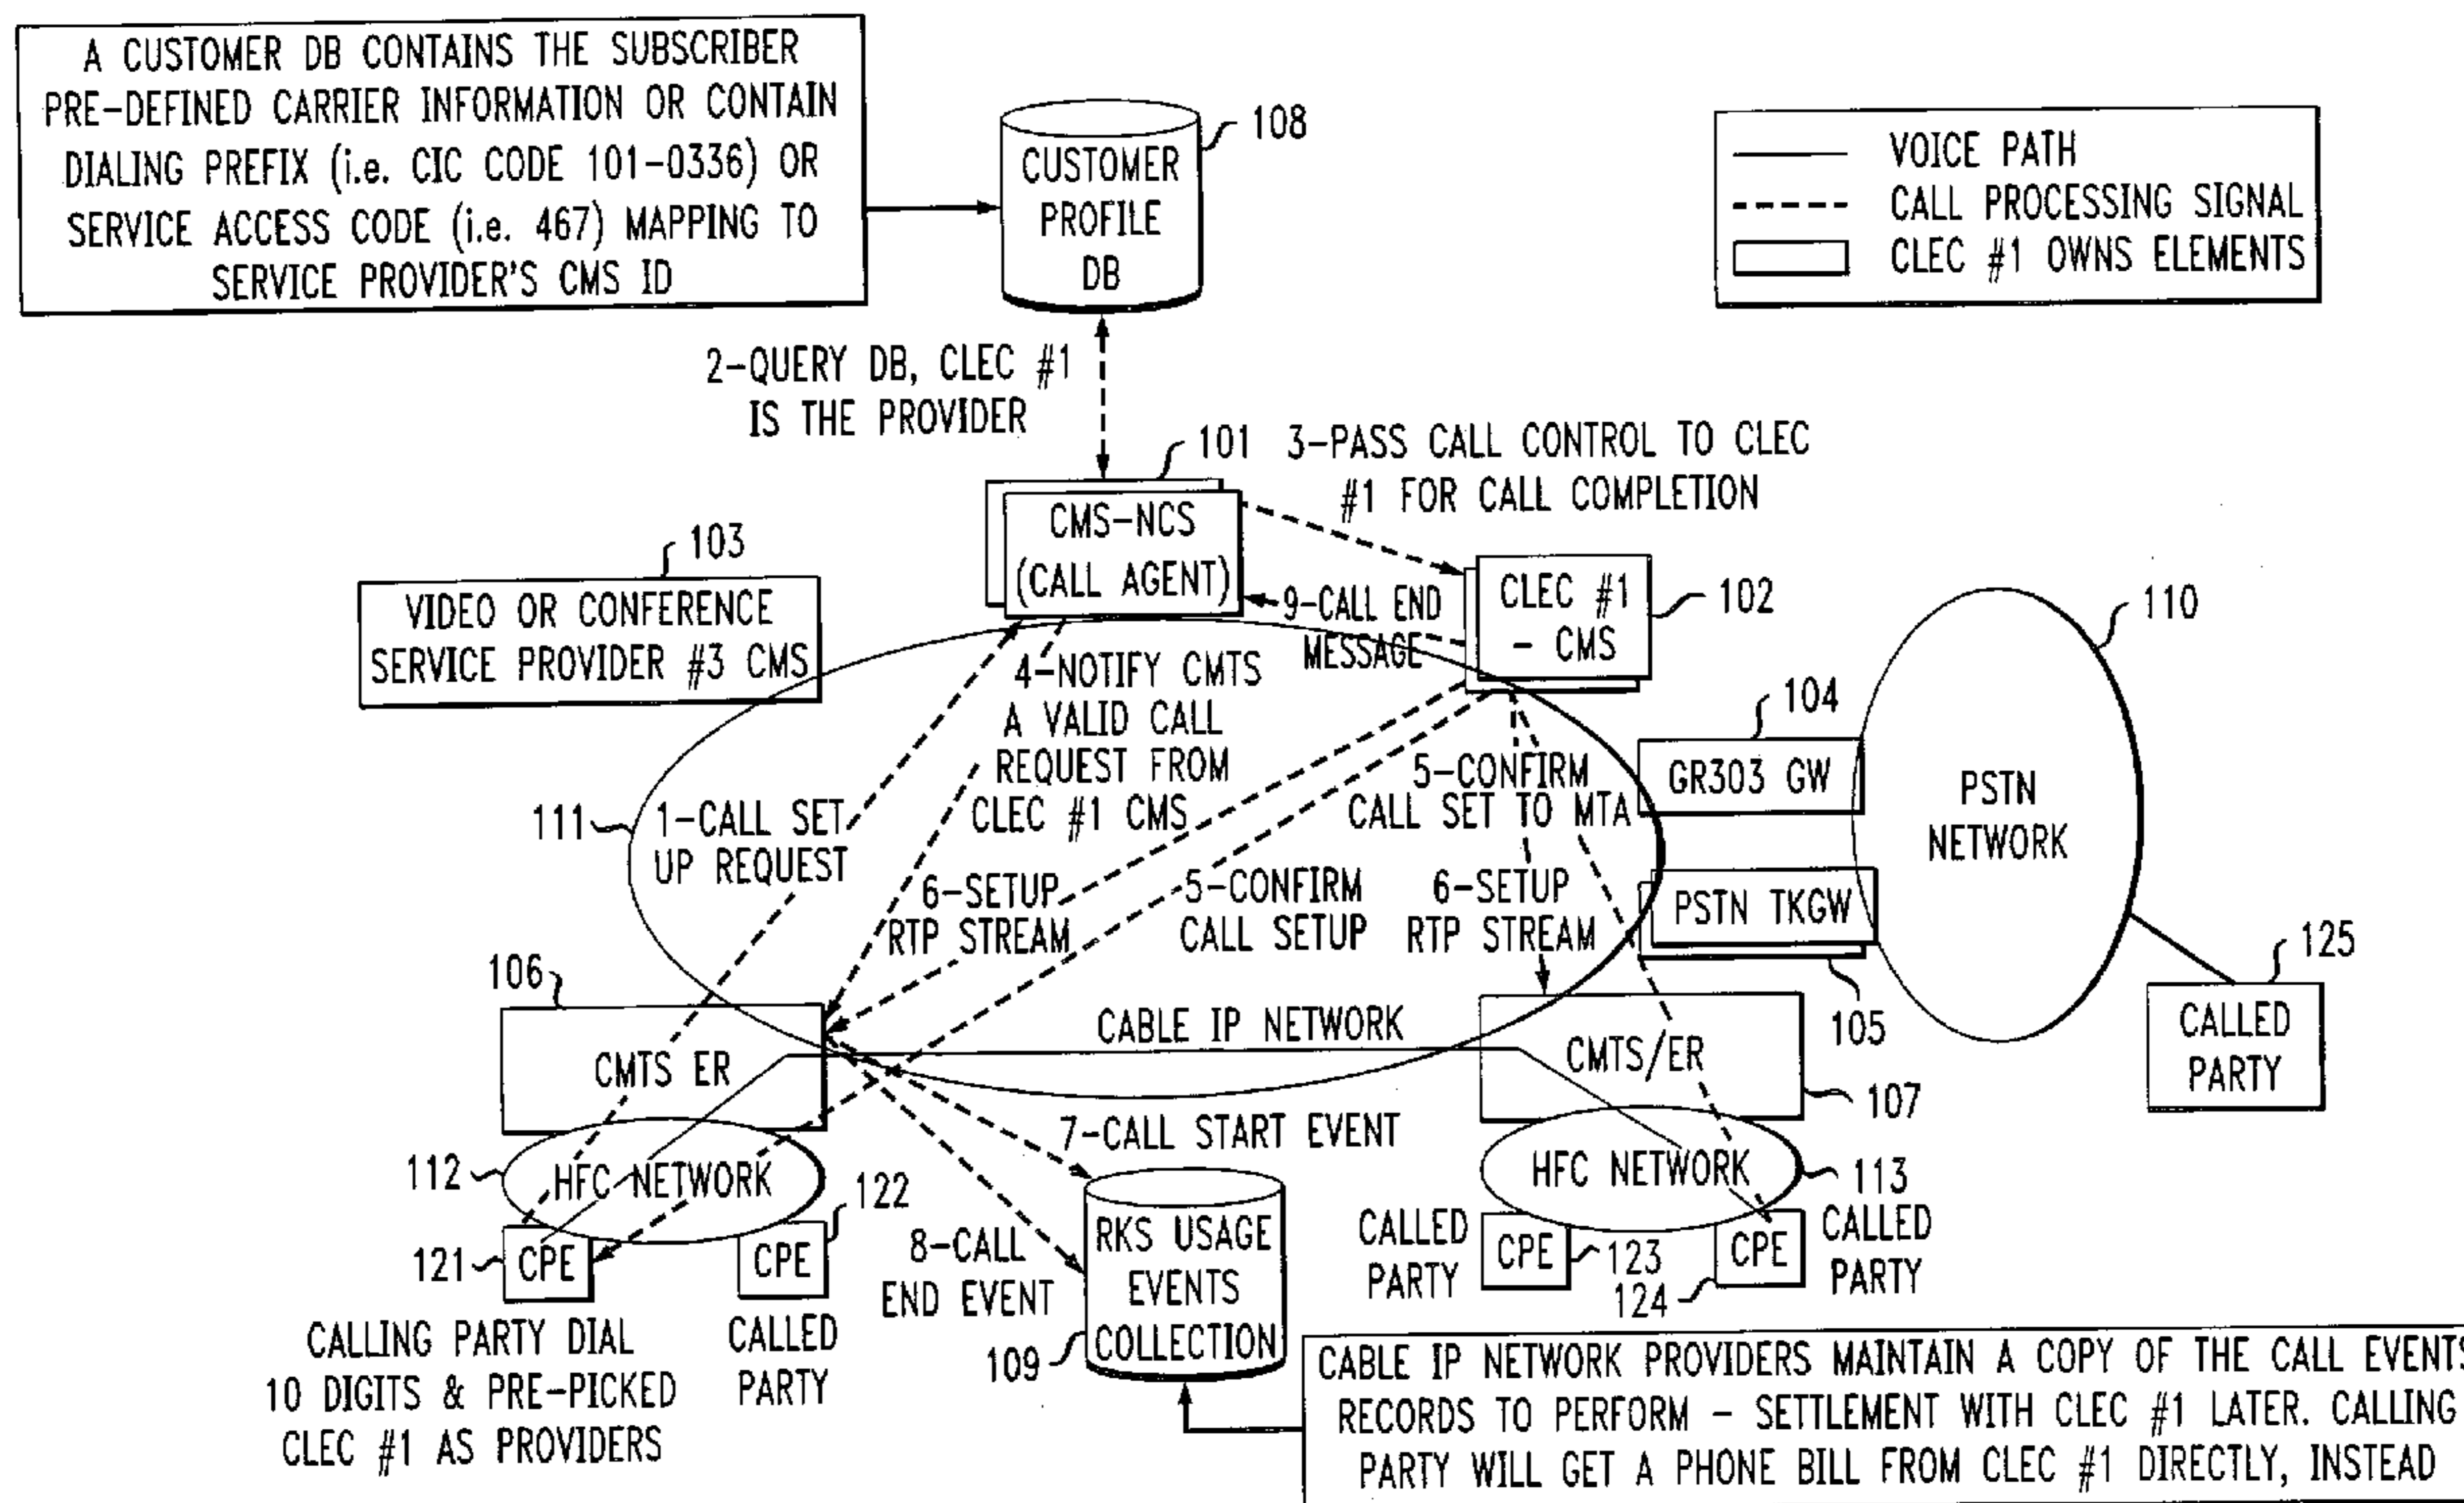 A CUSTOMER DB CONTAINS THE SUBSCRIBER
PRE-DEFINED CARRIER INFORMATION OR CONTAIN
DIALING PREFIX (i.e. CIC CODE 101-0336) OR
SERVICE ACCESS CODE (i.e. 467) MAPPING TO
SERVICE PROVIDER'S CMS ID
108
CUSTOMER
PROFILE
DB
VOICE PATH
CALL PROCESSING SIGNAL
CLEC #1 OWNS ELEMENTS
2-QUERY DB, CLEC #1
IS THE PROVIDER
101
3-PASS CALL CONTROL TO CLEC
#1 FOR CALL COMPLETION
CMS-NCS
(CALL AGENT)
103
VIDEO OR CONFERENCE
SERVICE PROVIDER #3 CMS
9-CALL END
MESSAGE
CLEC #1
- CMS
102
110
4-NOTIFY CMTS
A VALID CALL
REQUEST FROM
CLEC #1 CMS
104
GR303 GW
PSTN
NETWORK
5-CONFIRM
CALL SET TO MTA
111
1-CALL SET
UP REQUEST
6-SETUP
RTP STREAM
5-CONFIRM
CALL SETUP
6-SETUP
RTP STREAM
PSTN TKGW
105
125
CALLED
PARTY
106
CMTS ER
CABLE IP NETWORK
CMTS/ER
107
7-CALL START EVENT
112
HFC NETWORK
122
HFC NETWORK
113
121
CPE
CPE
8-CALL
END EVENT
RKS USAGE
EVENTS
COLLECTION
109
CALLED
PARTY
CPE
123
124
CPE
CALLED
PARTY
CALLING PARTY DIAL
10 DIGITS & PRE-PICKED
CLEC #1 AS PROVIDERS
CALLED
PARTY
CABLE IP NETWORK PROVIDERS MAINTAIN A COPY OF THE CALL EVENTS
RECORDS TO PERFORM - SETTLEMENT WITH CLEC #1 LATER. CALLING
PARTY WILL GET A PHONE BILL FROM CLEC #1 DIRECTLY, INSTEAD